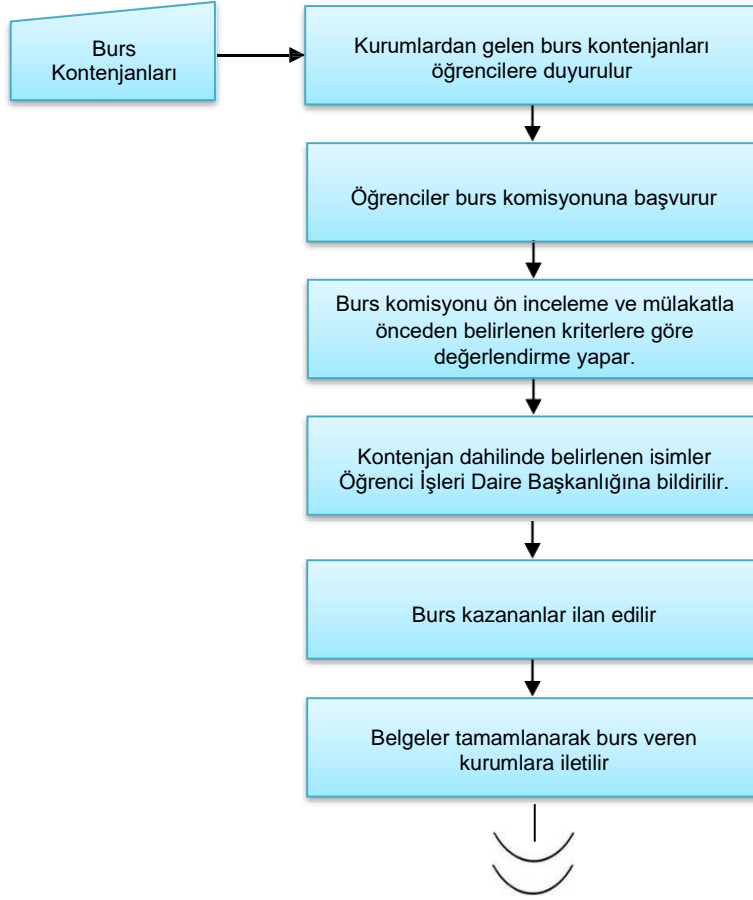 Burs
Kontenjanları
Kurumlardan gelen burs kontenjanları
öğrencilere duyurulur
Öğrenciler burs komisyonuna başvurur
Burs komisyonu ön inceleme ve mülakatla
önceden belirlenen kriterlere göre
değerlendirme yapar.
Kontenjan dahilinde belirlenen isimler
Öğrenci İşleri Daire Başkanlığına bildirilir.
Burs kazananlar ilan edilir
Belgeler tamamlanarak burs veren
kurumlara iletilir